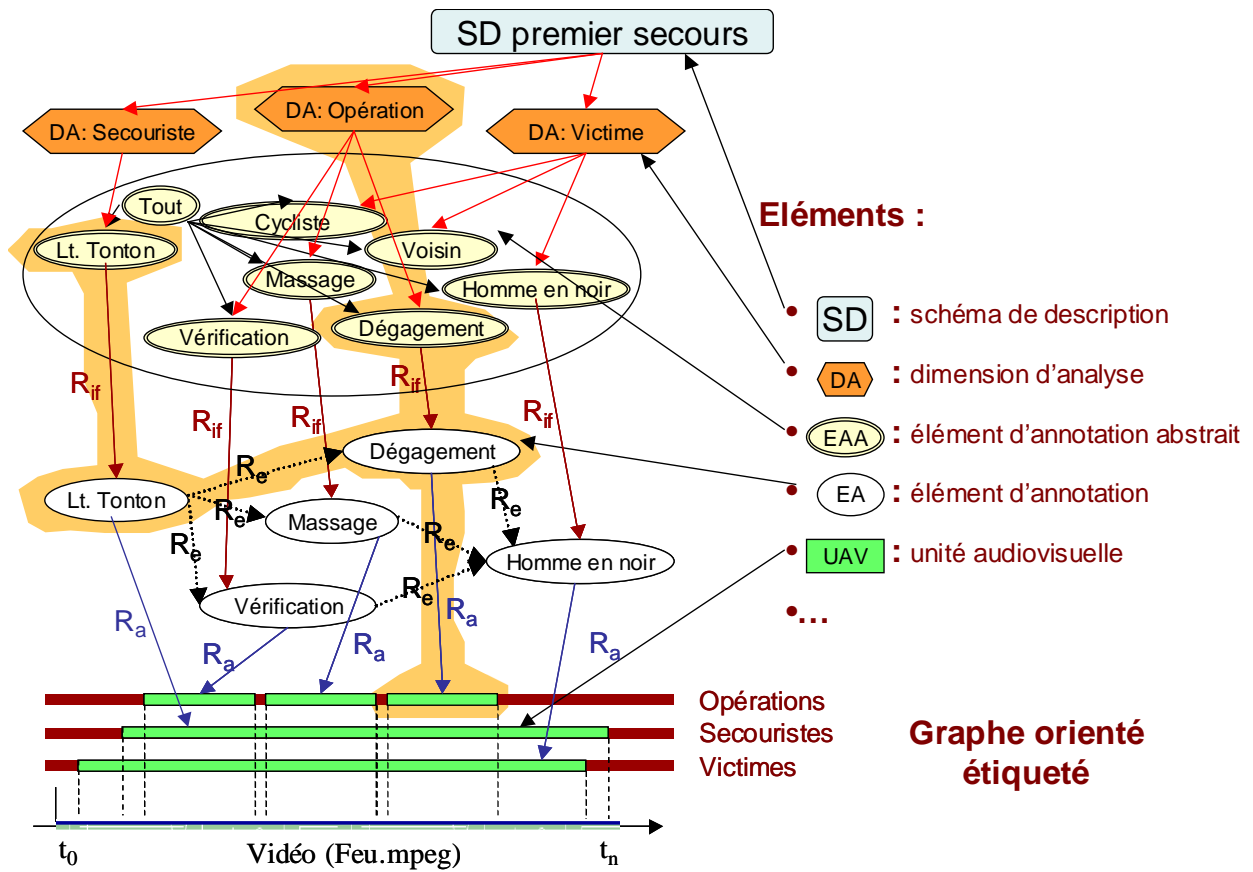 SD premier secours
DA: Secouriste
DA: Opération
DA: Victime
Tout
Cycliste
Lt. Tonton
Voisin
Massage
Homme en noir
Vérification
Dégagement
Rif
Rif
Rif
Rif
Rif
Dégagement
Re
Lt. Tonton
Re
Massage
Re
Re
Re
Homme en noir
Re
Vérification
Ra
Ra
Ra
Ra
Ra
Opérations
Secouristes
Victimes
t0
Vidéo (Feu.mpeg)
tn
Eléments :
• SD : schéma de description
• DA : dimension d'analyse
• EAA : élément d'annotation abstrait
• EA : élément d'annotation
• UAV : unité audiovisuelle
•...
Graphe orienté
étiqueté